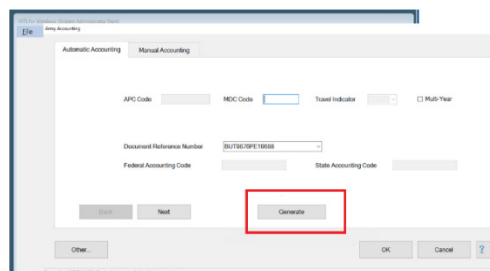 File
Army Accounting
Automatic Accounting Manual Accounting
APC Code MDC Code Travel Indicator Multi-Year
Document Reference Number
Federal Accounting Code State Accounting Code
Back Next Generate
Other... OK Cancel ?